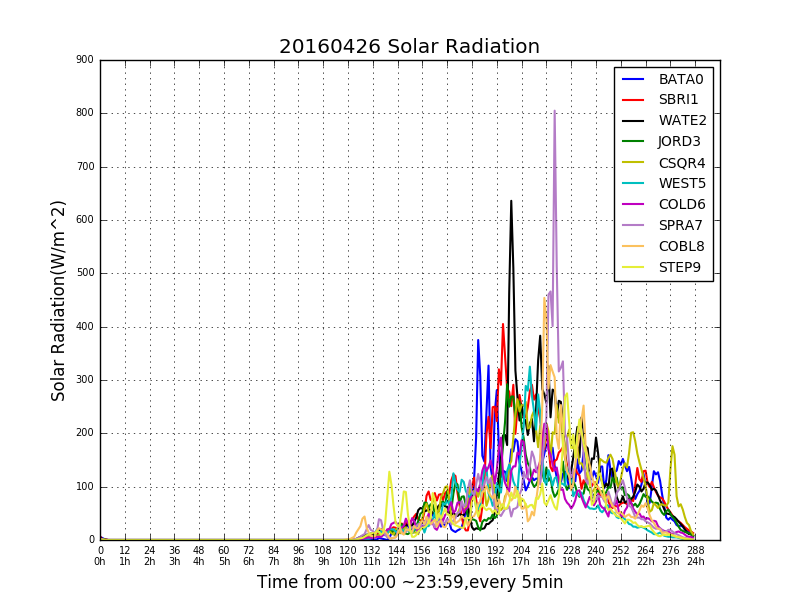 20160426 Solar Radiation
900
800
700
600
500
400
300
200
100
0
Solar Radiation(W/m^2)
BATA0
SBRI1
WATE2
JORD3
CSQR4
WEST5
COLD6
SPRA7
COBL8
STEP9
0 12 24 36 48 60 72 84 96 108 120 132 144 156 168 180 192 204 216 228 240 252 264 276 288
0h 1h 2h 3h 4h 5h 6h 7h 8h 9h 10h 11h 12h 13h 14h 15h 16h 17h 18h 19h 20h 21h 22h 23h 24h
Time from 00:00 ~23:59,every 5min